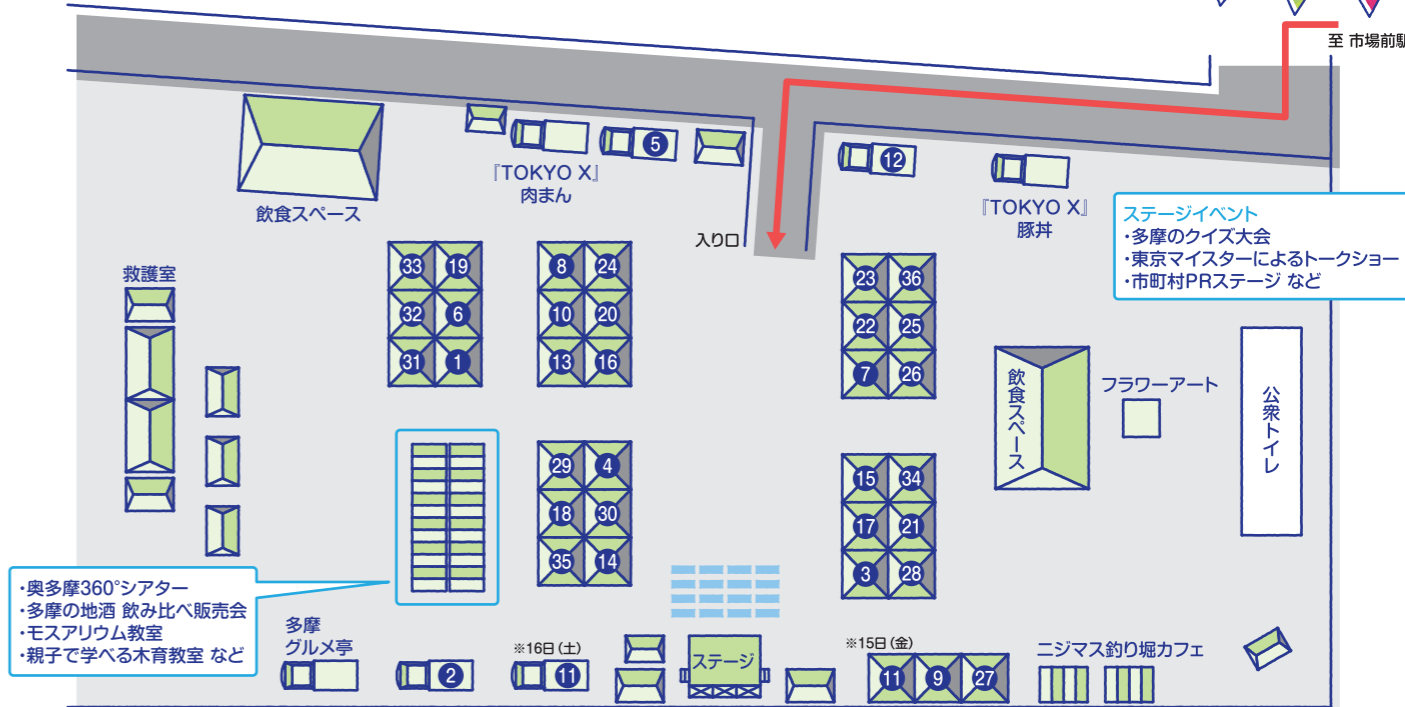 至 市場前駅
⑤
⑫
『TOKYO X』
肉まん
『TOKYO X』
豚丼
飲食スペース
入り口
ステージイベント
・多摩のクイズ大会
・東京マイスターによるトークショー
・市町村PRステージ など
救護室
33 19
32 6
31 1
8 24
10 20
13 16
23 36
22 25
7 26
飲食スペース
フラワーアート
公衆トイレ
29 4
18 30
35 14
15 34
17 21
3 28
・奥多摩360°シアター
・多摩の地酒 飲み比べ販売会
・モスアリウム教室
・親子で学べる木育教室 など
多摩
グルメ亭
2
※16日(土)
11
ステージ
※15日(金)
11 9 27
ニジマス釣り堀カフェ